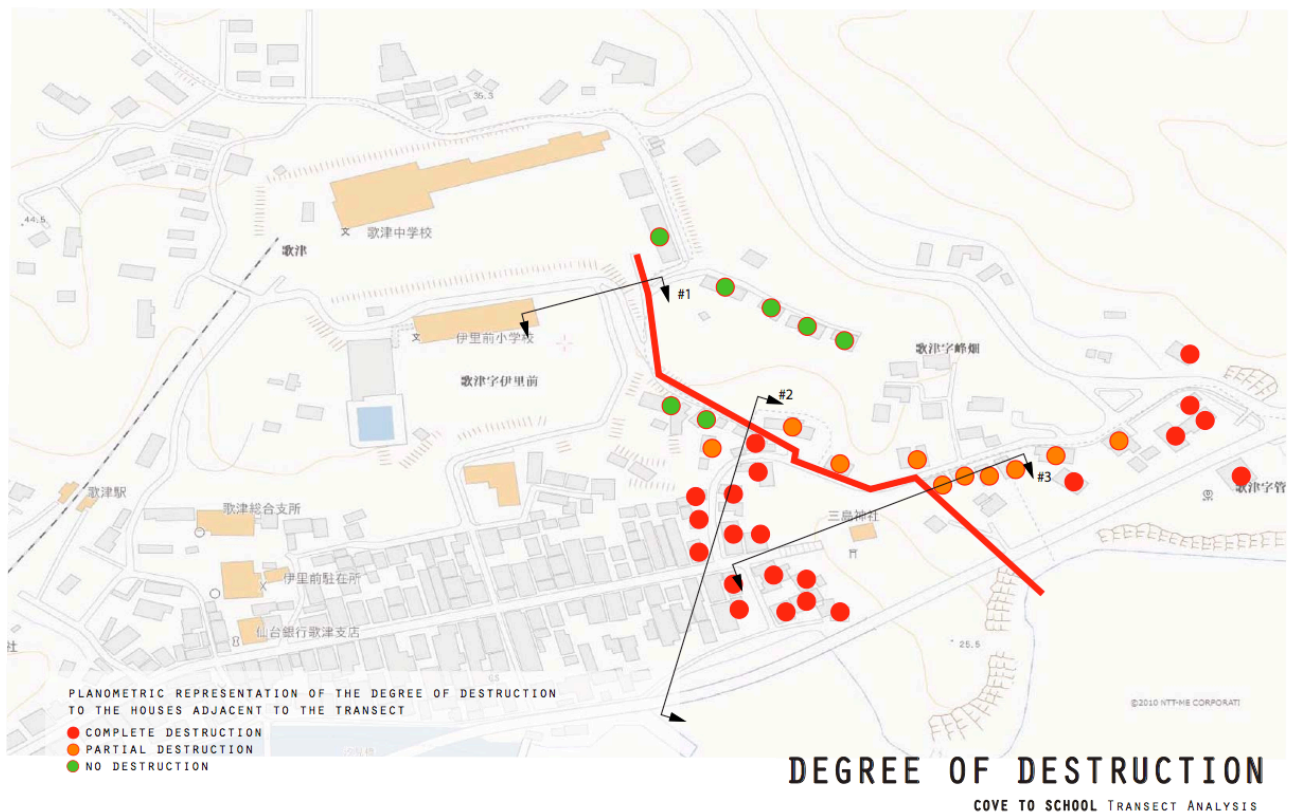 35.3
44.5
歌津中学校
歌津
#1
伊里前小学校
歌津字峰畑
歌津字伊里前
#2
歌津駅
歌津総合支所
#3
歌津字管
三島神社
伊里前駐在所
仙台銀行歌津支店
25.5
社
PLANOMETRIC REPRESENTATION OF THE DEGREE OF DESTRUCTION
TO THE HOUSES ADJACENT TO THE TRANSECT
COMPLETE DESTRUCTION
PARTIAL DESTRUCTION
NO DESTRUCTION
©2010 NTT-ME CORPORATI
DEGREE OF DESTRUCTION
COVE TO SCHOOL TRANSECT ANALYSIS